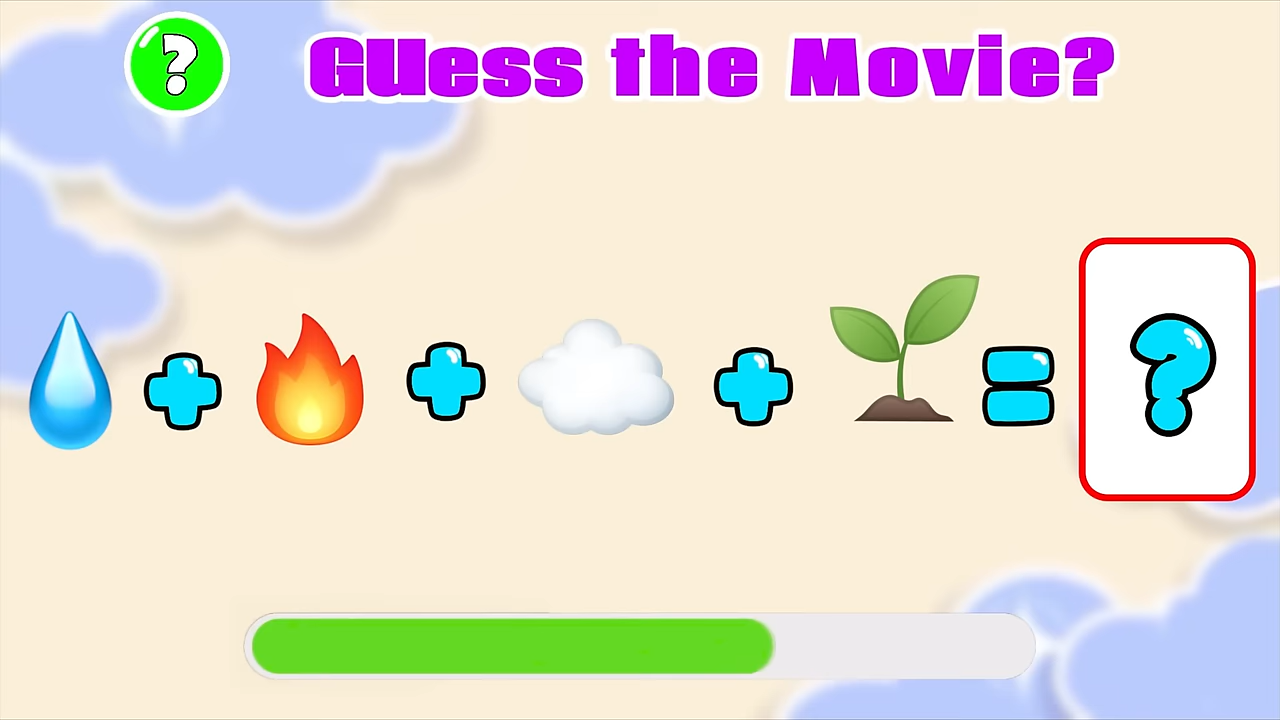 ?
Guess the Movie?
+ + + = ?